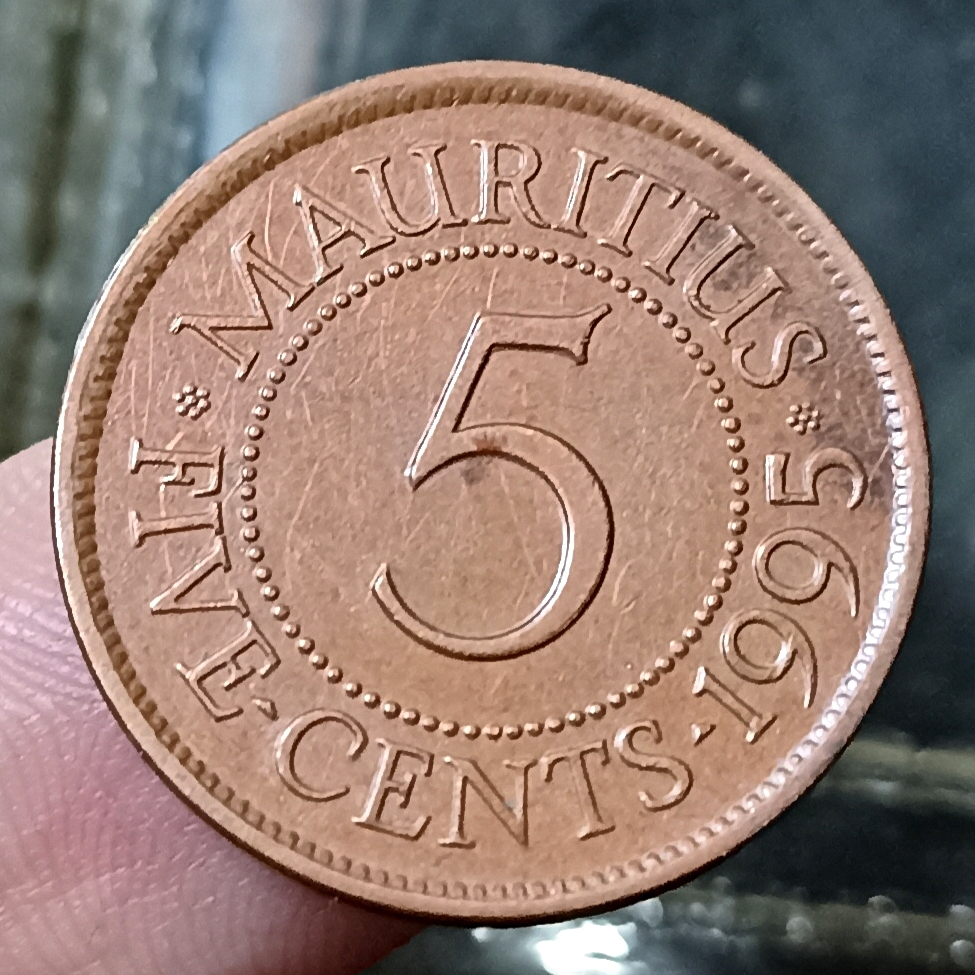 MAURITIUS
5
FIVE · CENTS · 1995